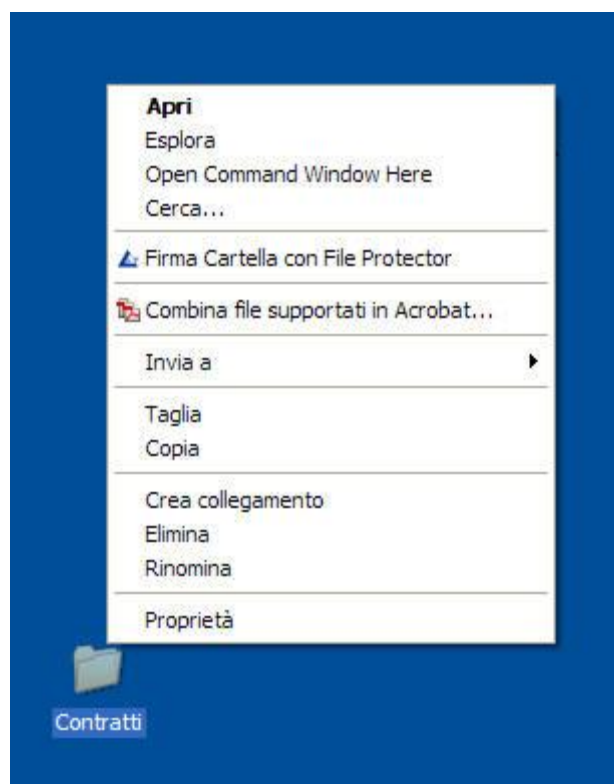 Apri
Esplora
Open Command Window Here
Cerca...
Firma Cartella con File Protector
Combina file supportati in Acrobat...
Invia a
Taglia
Copia
Crea collegamento
Elimina
Rinomina
Proprietà
Contratti